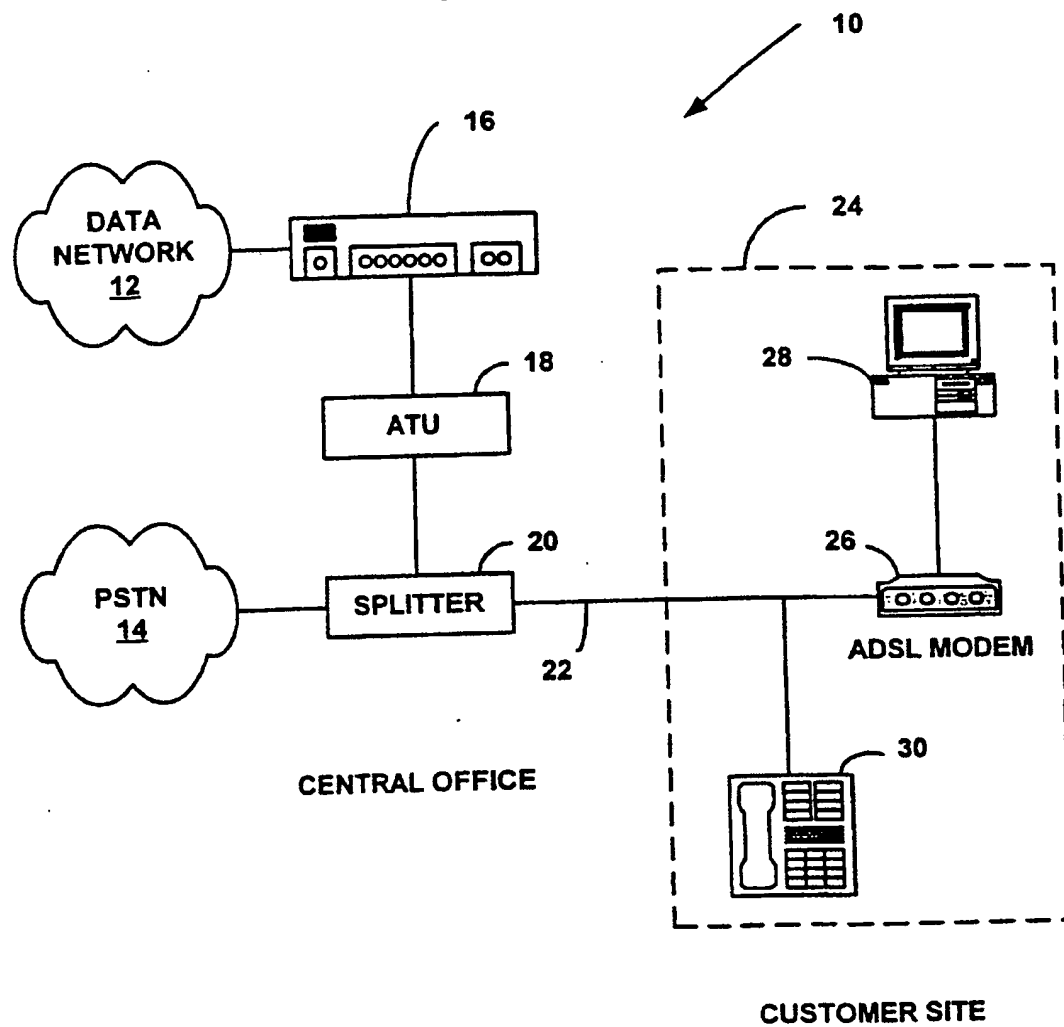 10
16
DATA
NETWORK
12
24
18
28
ATU
20
26
PSTN
14
SPLITTER
22
ADSL MODEM
30
CENTRAL OFFICE
CUSTOMER SITE